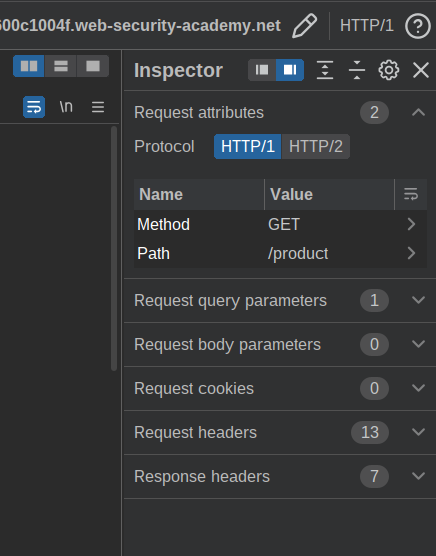 600c1004f.web-security-academy.net HTTP/1
Inspector
\n
Request attributes 2
Protocol HTTP/1 HTTP/2
Name Value
Method GET
Path /product
Request query parameters 1
Request body parameters 0
Request cookies 0
Request headers 13
Response headers 7